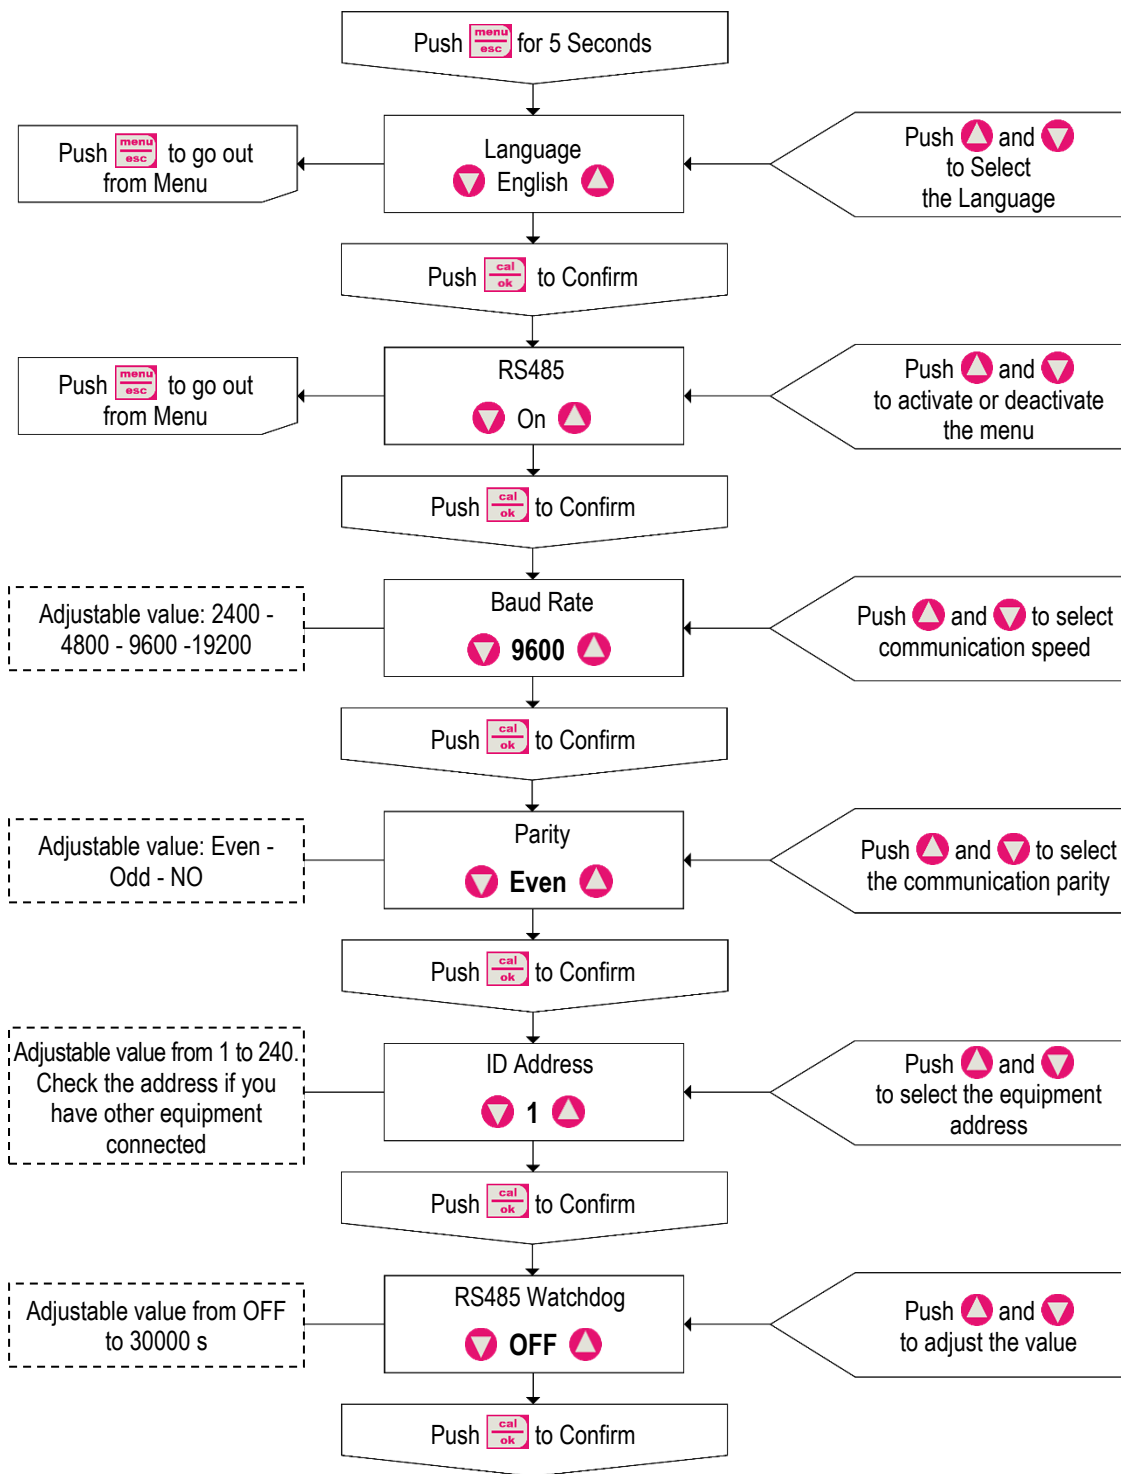 Push menu esc for 5 Seconds
Push menu esc to go out
from Menu
Language
English
Push and
to Select
the Language
Push cal ok to Confirm
Push menu esc to go out
from Menu
RS485
On
Push and
to activate or deactivate
the menu
Push cal ok to Confirm
Adjustable value: 2400 -
4800 - 9600 -19200
Baud Rate
9600
Push and to select
communication speed
Push cal ok to Confirm
Adjustable value: Even -
Odd - NO
Parity
Even
Push and to select
the communication parity
Push cal ok to Confirm
Adjustable value from 1 to 240.
Check the address if you
have other equipment
connected
ID Address
1
Push and
to select the equipment
address
Push cal ok to Confirm
Adjustable value from OFF
to 30000 s
RS485 Watchdog
OFF
Push and
to adjust the value
Push cal ok to Confirm